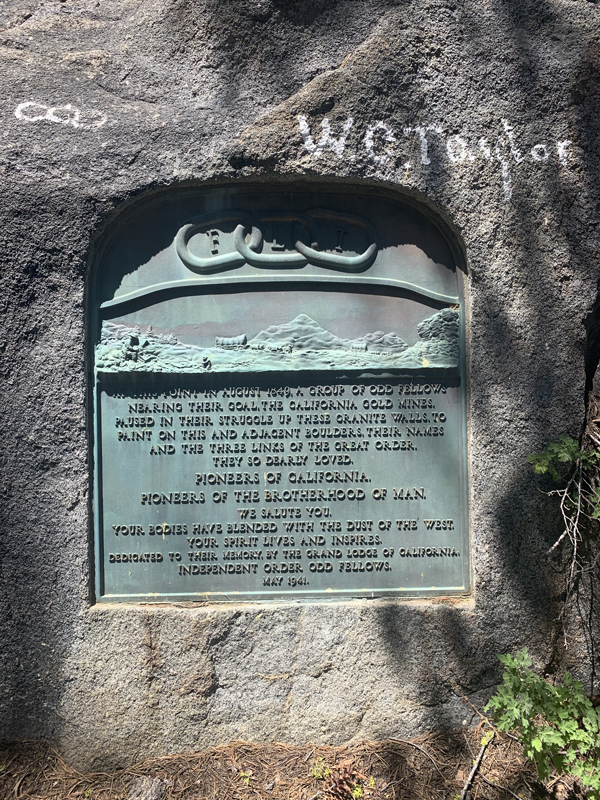 W.C Taylor
F L T
THIS POINT IN AUGUST 1849, A GROUP OF ODD FELLOWS
NEARING THEIR GOAL, THE CALIFORNIA GOLD MINES,
PAUSED IN THEIR STRUGGLE UP THESE GRANITE WALLS, TO
PAINT ON THIS AND ADJACENT BOULDERS, THEIR NAMES
AND THE THREE LINKS OF THE GREAT ORDER,
THEY SO DEARLY LOVED.
PIONEERS OF CALIFORNIA.
PIONEERS OF THE BROTHERHOOD OF MAN.
WE SALUTE YOU.
YOUR BODIES HAVE BLENDED WITH THE DUST OF THE WEST.
YOUR SPIRIT LIVES AND INSPIRES.
DEDICATED TO THEIR MEMORY, BY THE GRAND LODGE OF CALIFORNIA,
INDEPENDENT ORDER ODD FELLOWS.
MAY 1941.